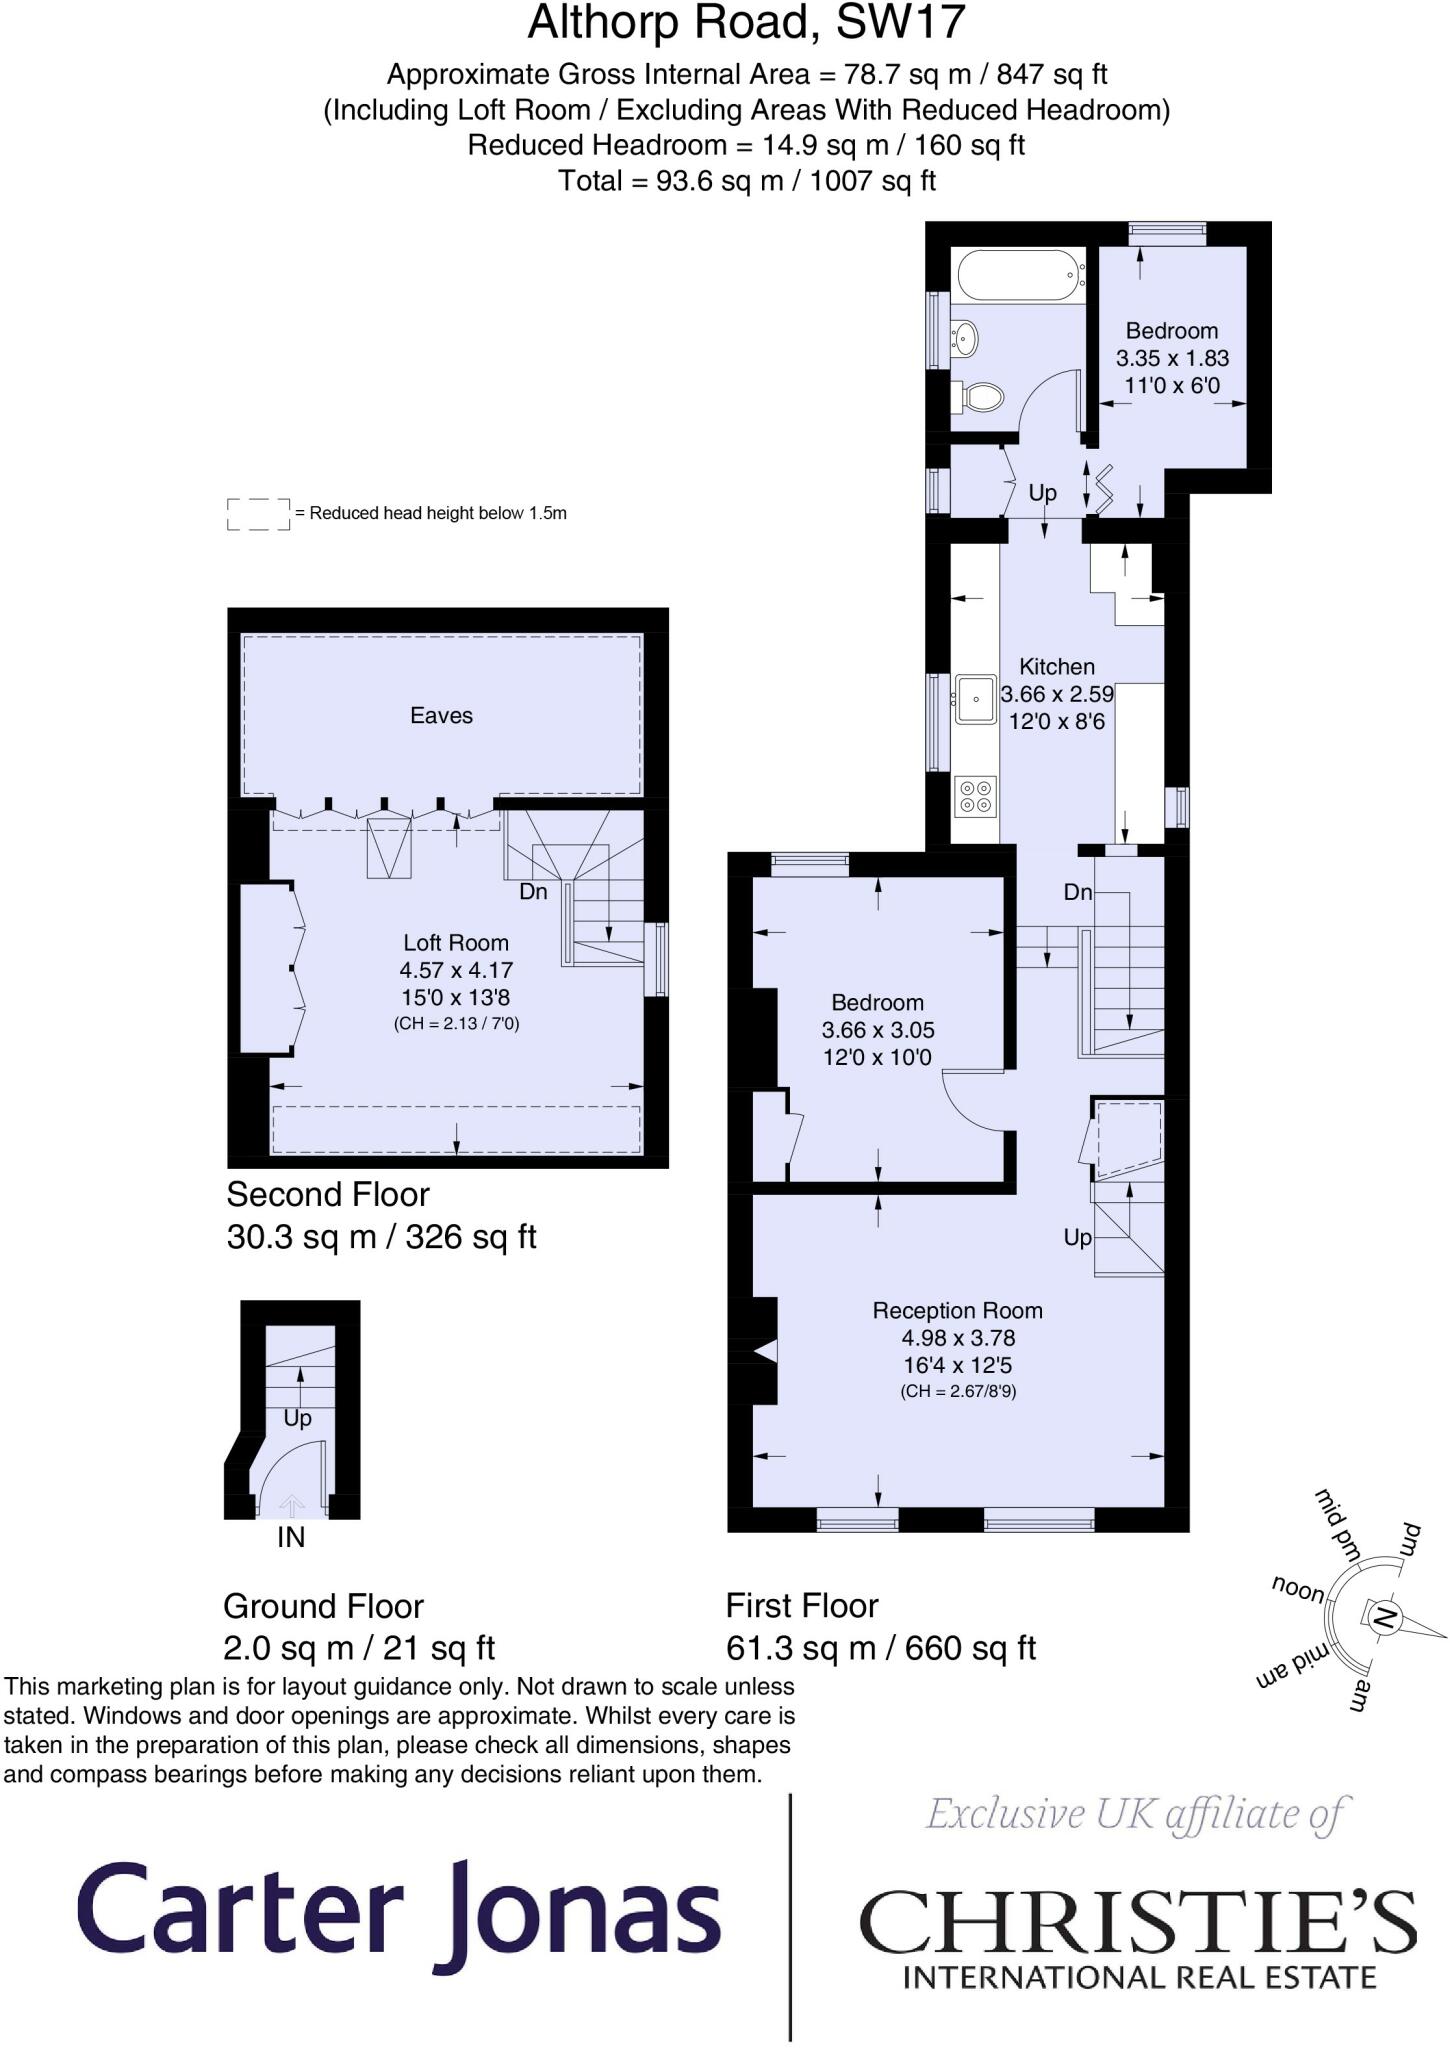 Althorp Road, SW17
Approximate Gross Internal Area = 78.7 sq m / 847 sq ft
(Including Loft Room / Excluding Areas With Reduced Headroom)
Reduced Headroom = 14.9 sq m / 160 sq ft
Total = 93.6 sq m / 1007 sq ft
Bedroom
3.35 x 1.83
11'0 x 6'0
Up
= Reduced head height below 1.5m
Kitchen
3.66 x 2.59
12'0 x 8'6
Eaves
Dn
Loft Room
4.57 x 4.17
15'0 x 13'8
(CH = 2.13 / 7'0)
Dn
Bedroom
3.66 x 3.05
12'0 x 10'0
Second Floor
30.3 sq m / 326 sq ft
Up
Reception Room
4.98 x 3.78
16'4 x 12'5
(CH = 2.67/8'9)
Up
IN
mid pm
pm
noon
N
mid am
am
Ground Floor
2.0 sq m / 21 sq ft
First Floor
61.3 sq m / 660 sq ft
This marketing plan is for layout guidance only. Not drawn to scale unless
stated. Windows and door openings are approximate. Whilst every care is
taken in the preparation of this plan, please check all dimensions, shapes
and compass bearings before making any decisions reliant upon them.
Carter Jonas
Exclusive UK affiliate of
CHRISTIE'S
INTERNATIONAL REAL ESTATE